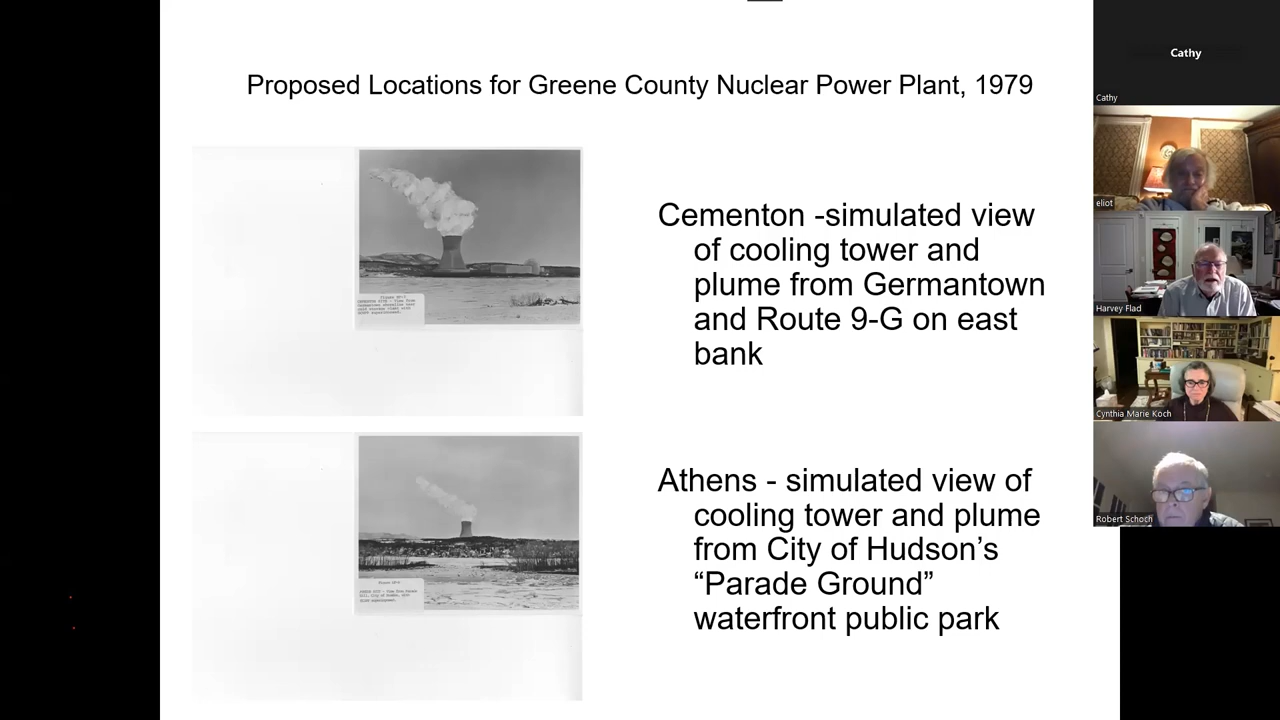 Proposed Locations for Greene County Nuclear Power Plant, 1979
Cementon -simulated view
of cooling tower and
plume from Germantown
and Route 9-G on east
bank
Athens - simulated view of
cooling tower and plume
from City of Hudson’s
“Parade Ground”
waterfront public park
Cathy
Cathy
eliot
Harvey Flad
Cynthia Marie Koch
Robert Schoch